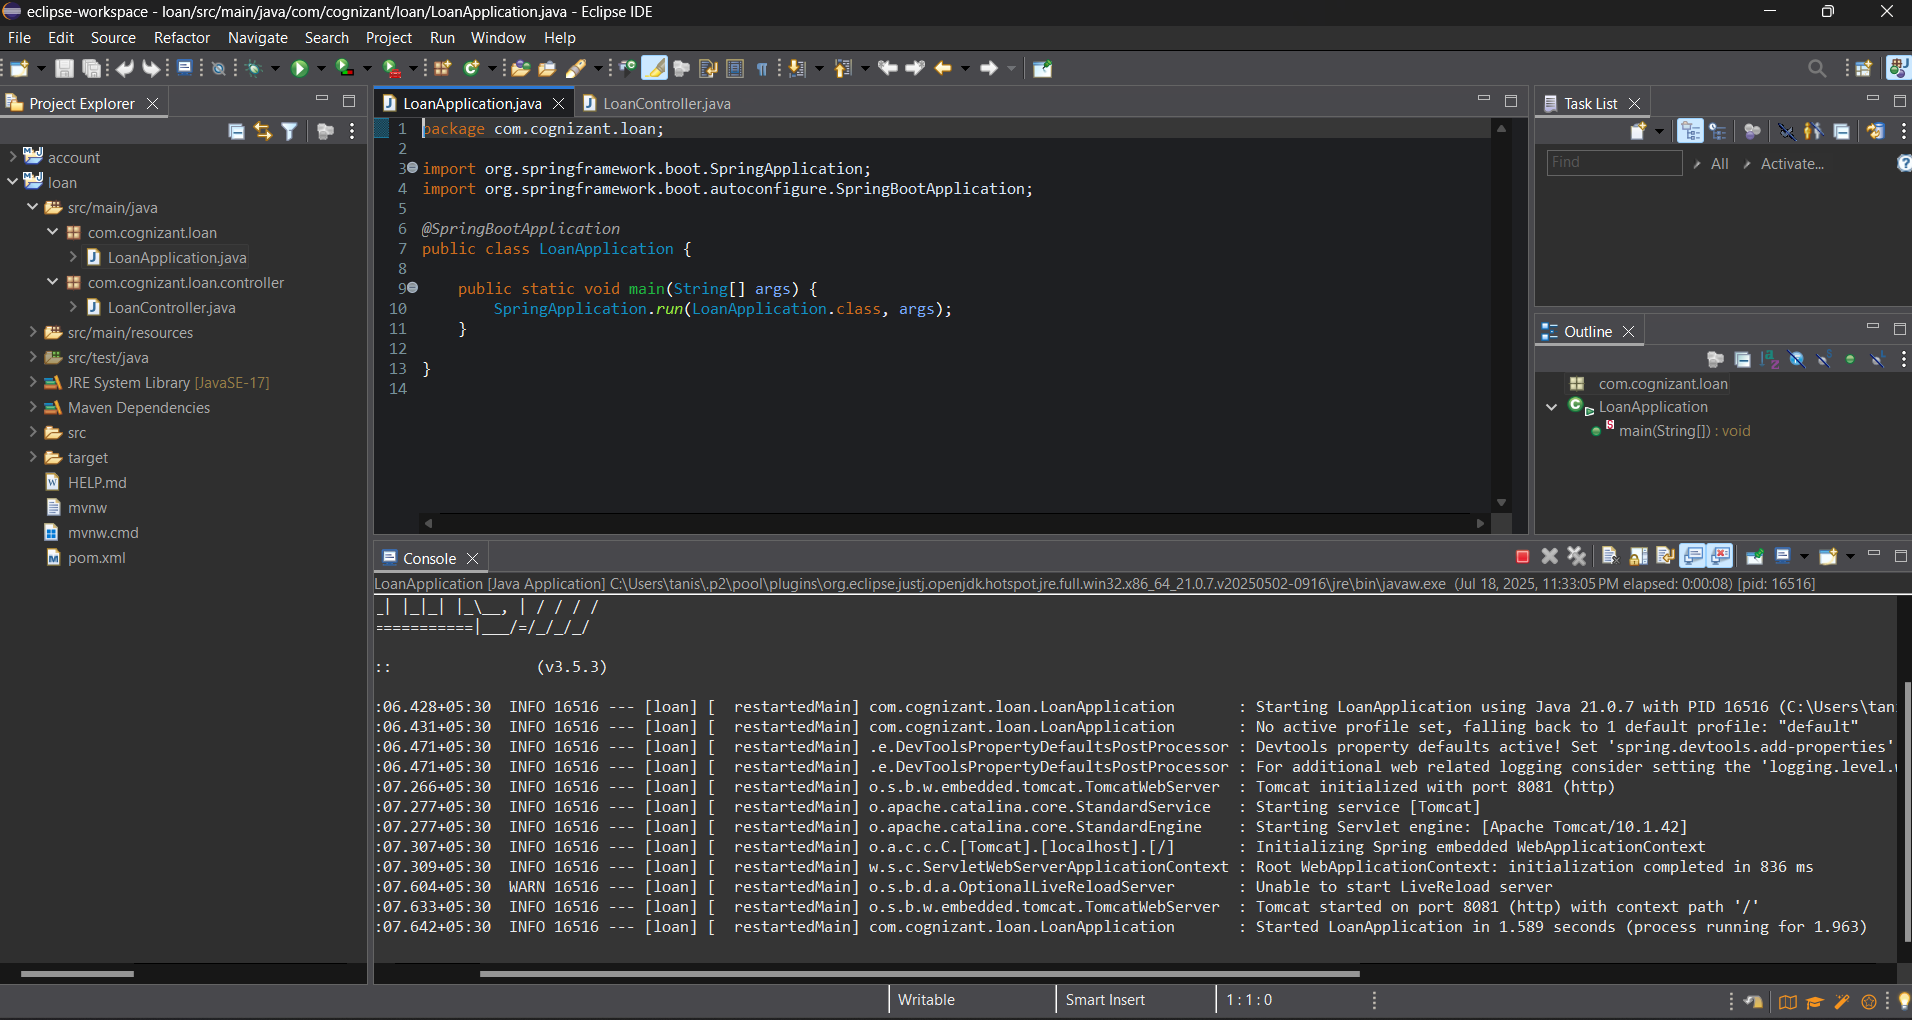 eclipse-workspace - loan/src/main/java/com/cognizant/loan/LoanApplication.java - Eclipse IDE
File Edit Source Refactor Navigate Search Project Run Window Help
Project Explorer
account
loan
src/main/java
com.cognizant.loan
LoanApplication.java
com.cognizant.loan.controller
LoanController.java
src/main/resources
src/test/java
JRE System Library [JavaSE-17]
Maven Dependencies
src
target
HELP.md
mvnw
mvnw.cmd
pom.xml
LoanApplication.java LoanController.java
1 package com.cognizant.loan;
2
3 import org.springframework.boot.SpringApplication;
4 import org.springframework.boot.autoconfigure.SpringBootApplication;
5
6 @SpringBootApplication
7 public class LoanApplication {
8
9 public static void main(String[] args) {
10 SpringApplication.run(LoanApplication.class, args);
11 }
12
13 }
14
Task List
Find All Activate...
Outline
com.cognizant.loan
LoanApplication
main(String[]) : void
Console
LoanApplication [Java Application] C:\Users\tanis\.p2\pool\plugins\org.eclipse.justj.openjdk.hotspot.jre.full.win32.x86_64_21.0.7.v20250502-0916\jre\bin\javaw.exe (Jul 18, 2025, 11:33:05 PM elapsed: 0:00:08) [pid: 16516]
_| |_|_| |_\__, | / / / /
===========|___/=/_/_/_/
:: (v3.5.3)
:06.428+05:30 INFO 16516 --- [loan] [ restartedMain] com.cognizant.loan.LoanApplication : Starting LoanApplication using Java 21.0.7 with PID 16516 (C:\Users\tan
:06.431+05:30 INFO 16516 --- [loan] [ restartedMain] com.cognizant.loan.LoanApplication : No active profile set, falling back to 1 default profile: "default"
:06.471+05:30 INFO 16516 --- [loan] [ restartedMain] .e.DevToolsPropertyDefaultsPostProcessor : Devtools property defaults active! Set 'spring.devtools.add-properties'
:06.471+05:30 INFO 16516 --- [loan] [ restartedMain] .e.DevToolsPropertyDefaultsPostProcessor : For additional web related logging consider setting the 'logging.level.
:07.266+05:30 INFO 16516 --- [loan] [ restartedMain] o.s.b.w.embedded.tomcat.TomcatWebServer : Tomcat initialized with port 8081 (http)
:07.277+05:30 INFO 16516 --- [loan] [ restartedMain] o.apache.catalina.core.StandardService : Starting service [Tomcat]
:07.277+05:30 INFO 16516 --- [loan] [ restartedMain] o.apache.catalina.core.StandardEngine : Starting Servlet engine: [Apache Tomcat/10.1.42]
:07.307+05:30 INFO 16516 --- [loan] [ restartedMain] o.a.c.c.C.[Tomcat].[localhost].[/] : Initializing Spring embedded WebApplicationContext
:07.309+05:30 INFO 16516 --- [loan] [ restartedMain] w.s.c.ServletWebServerApplicationContext : Root WebApplicationContext: initialization completed in 836 ms
:07.604+05:30 WARN 16516 --- [loan] [ restartedMain] o.s.b.d.a.OptionalLiveReloadServer : Unable to start LiveReload server
:07.633+05:30 INFO 16516 --- [loan] [ restartedMain] o.s.b.w.embedded.tomcat.TomcatWebServer : Tomcat started on port 8081 (http) with context path '/'
:07.642+05:30 INFO 16516 --- [loan] [ restartedMain] com.cognizant.loan.LoanApplication : Started LoanApplication in 1.589 seconds (process running for 1.963)
Writable Smart Insert 1 : 1 : 0